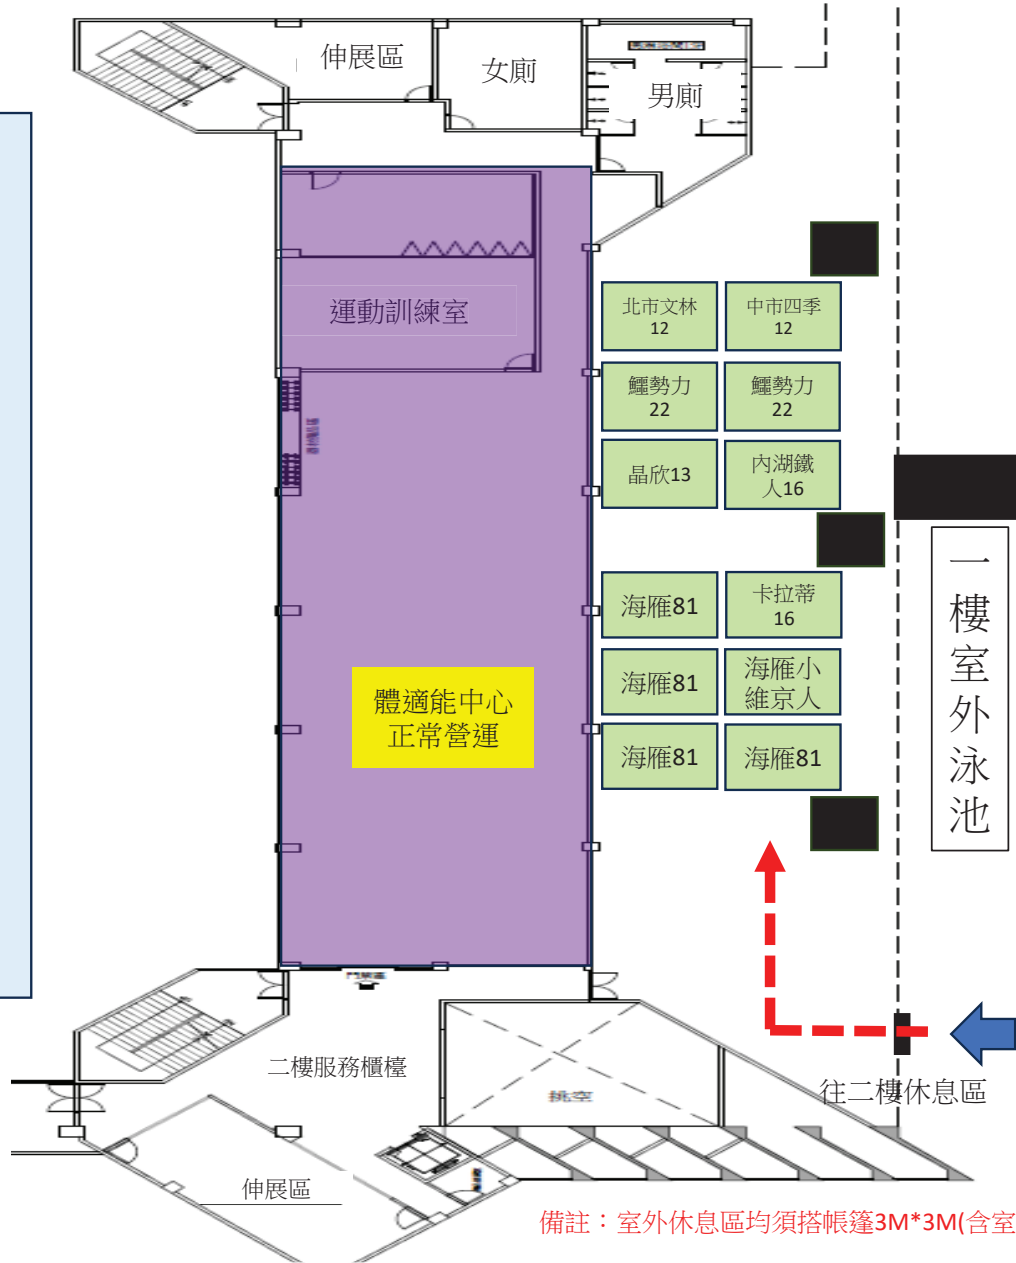 伸展區
女廁
男廁
運動訓練室
北市文林
12
中市四季
12
鱷勢力
22
鱷勢力
22
晶欣13
內湖鐵
人16
海雁81
卡拉蒂
16
海雁81
海雁小
維京人
海雁81
海雁81
體適能中心
正常營運
一樓室外泳池
二樓服務櫃檯
挑空
往二樓休息區
伸展區
備註：室外休息區均須搭帳篷3M*3M(含室